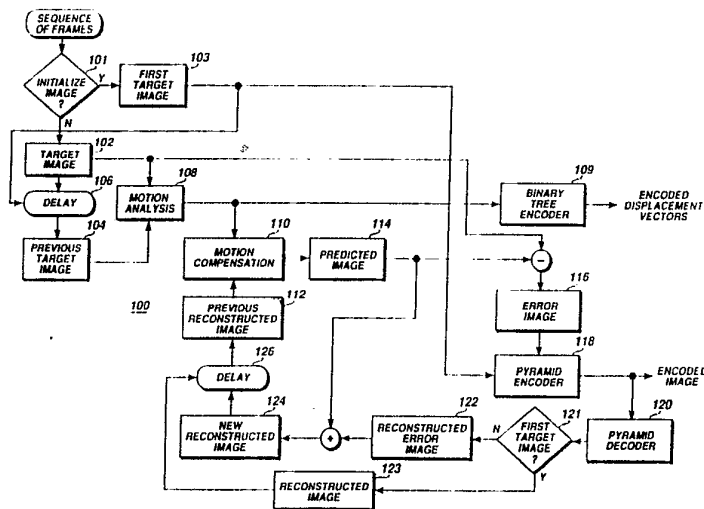 SEQUENCE
OF FRAMES
101
INITIALIZE
IMAGE
?
Y
N
103
FIRST
TARGET
IMAGE
102
TARGET
IMAGE
106
DELAY
104
PREVIOUS
TARGET IMAGE
108
MOTION
ANALYSIS
109
BINARY
TREE ENCODER
ENCODED
DISPLACEMENT
VECTORS
110
MOTION
COMPENSATION
114
PREDICTED
IMAGE
-
100
112
PREVIOUS
RECONSTRUCTED
IMAGE
116
ERROR
IMAGE
126
DELAY
118
PYRAMID
ENCODER
ENCODED
IMAGE
124
NEW
RECONSTRUCTED
IMAGE
+
122
RECONSTRUCTED
ERROR IMAGE
N
121
FIRST
TARGET
IMAGE
?
Y
120
PYRAMID
DECODER
123
RECONSTRUCTED
IMAGE